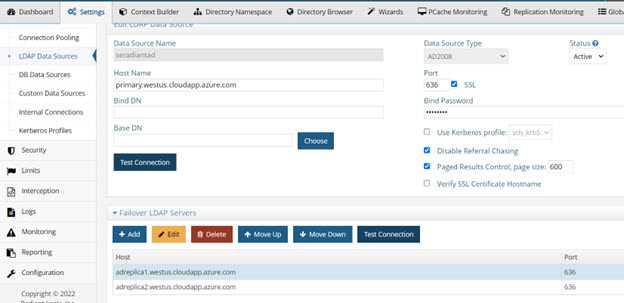 Dashboard Settings Context Builder Directory Namespace Directory Browser Wizards PCache Monitoring Replication Monitoring
Edit LDAP Data Source
Connection Pooling
LDAP Data Sources
DB Data Sources
Custom Data Sources
Internal Connections
Kerberos Profiles
Security
Limits
Interception
Logs
Monitoring
Reporting
Configuration
Copyright © 2022
Data Source Name
seradiantad
Data Source Type
AD2008
Status
Active
Host Name
primary.westus.cloudapp.azure.com
Port
636 SSL
Bind DN
Bind Password
••••••••
Base DN
Choose
Test Connection
Use Kerberos profile: vds_krb5
Disable Referral Chasing
Paged Results Control, page size: 600
Verify SSL Certificate Hostname
Failover LDAP Servers
Add Edit Delete Move Up Move Down Test Connection
Host Port
adreplica1.westus.cloudapp.azure.com 636
adreplica2.westus.cloudapp.azure.com 636